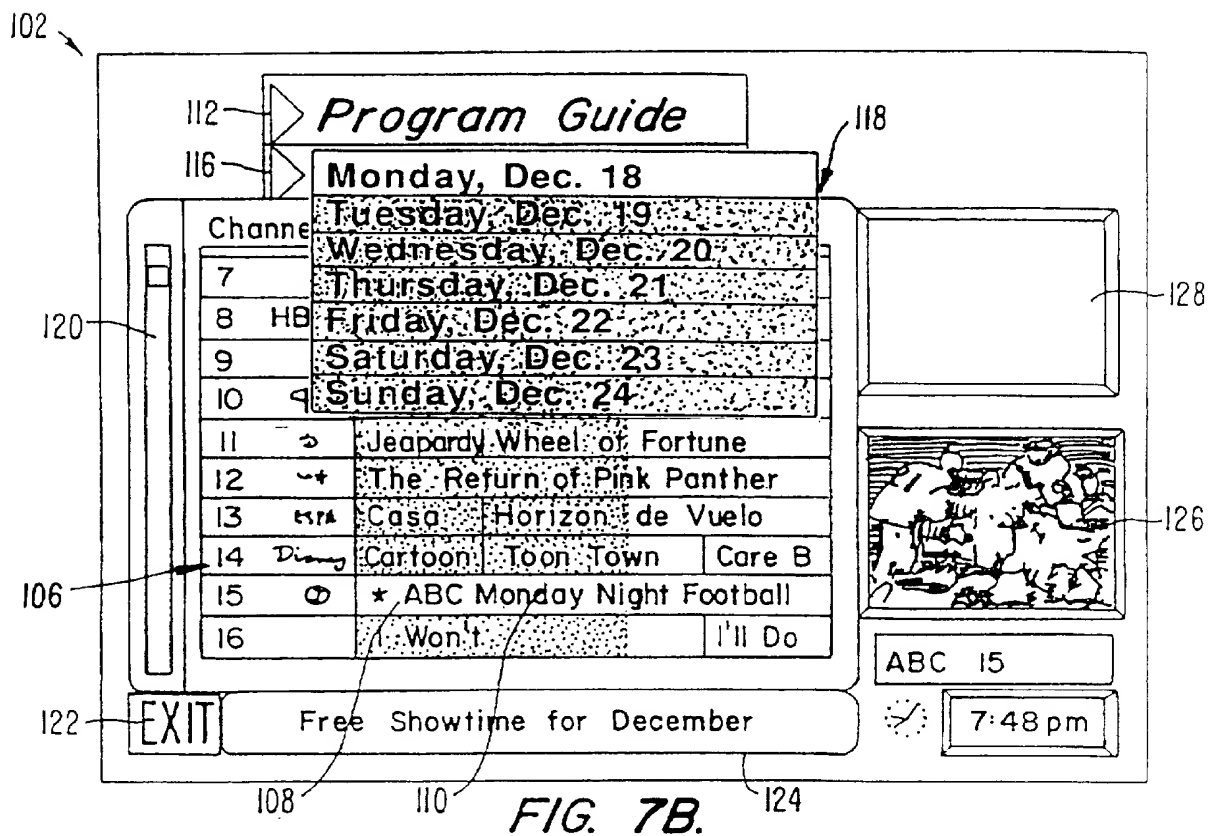 102
112
Program Guide
118
116
Monday, Dec. 18
Tuesday, Dec. 19
Channe
Wednesday, Dec. 20
7
Thursday, Dec. 21
128
120
8 HB
Friday, Dec. 22
9
Saturday, Dec. 23
10
Sunday, Dec. 24
11 Jeopardy Wheel of Fortune
12 The Return of Pink Panther
13 Casa Horizon de Vuelo
126
14 Disney Cartoon Toon Town Care B
106
15 * ABC Monday Night Football
16 I Won't I'll Do
ABC 15
122
EXIT
Free Showtime for December
7:48 pm
108
110
124
FIG. 7B.